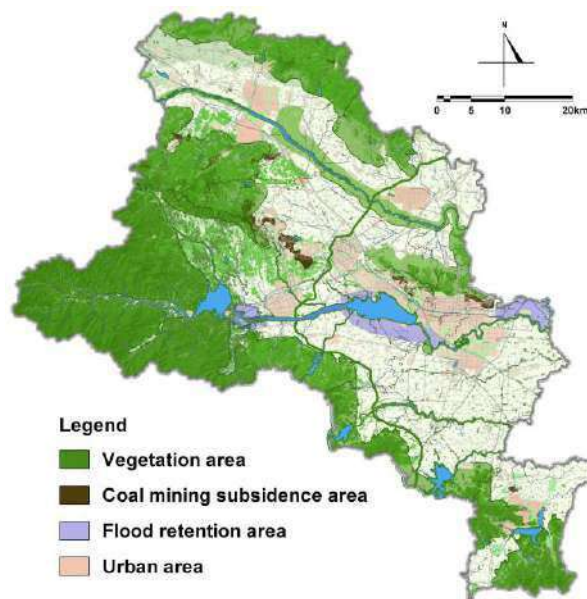 N
0 5 10 20km
Legend
Vegetation area
Coal mining subsidence area
Flood retention area
Urban area